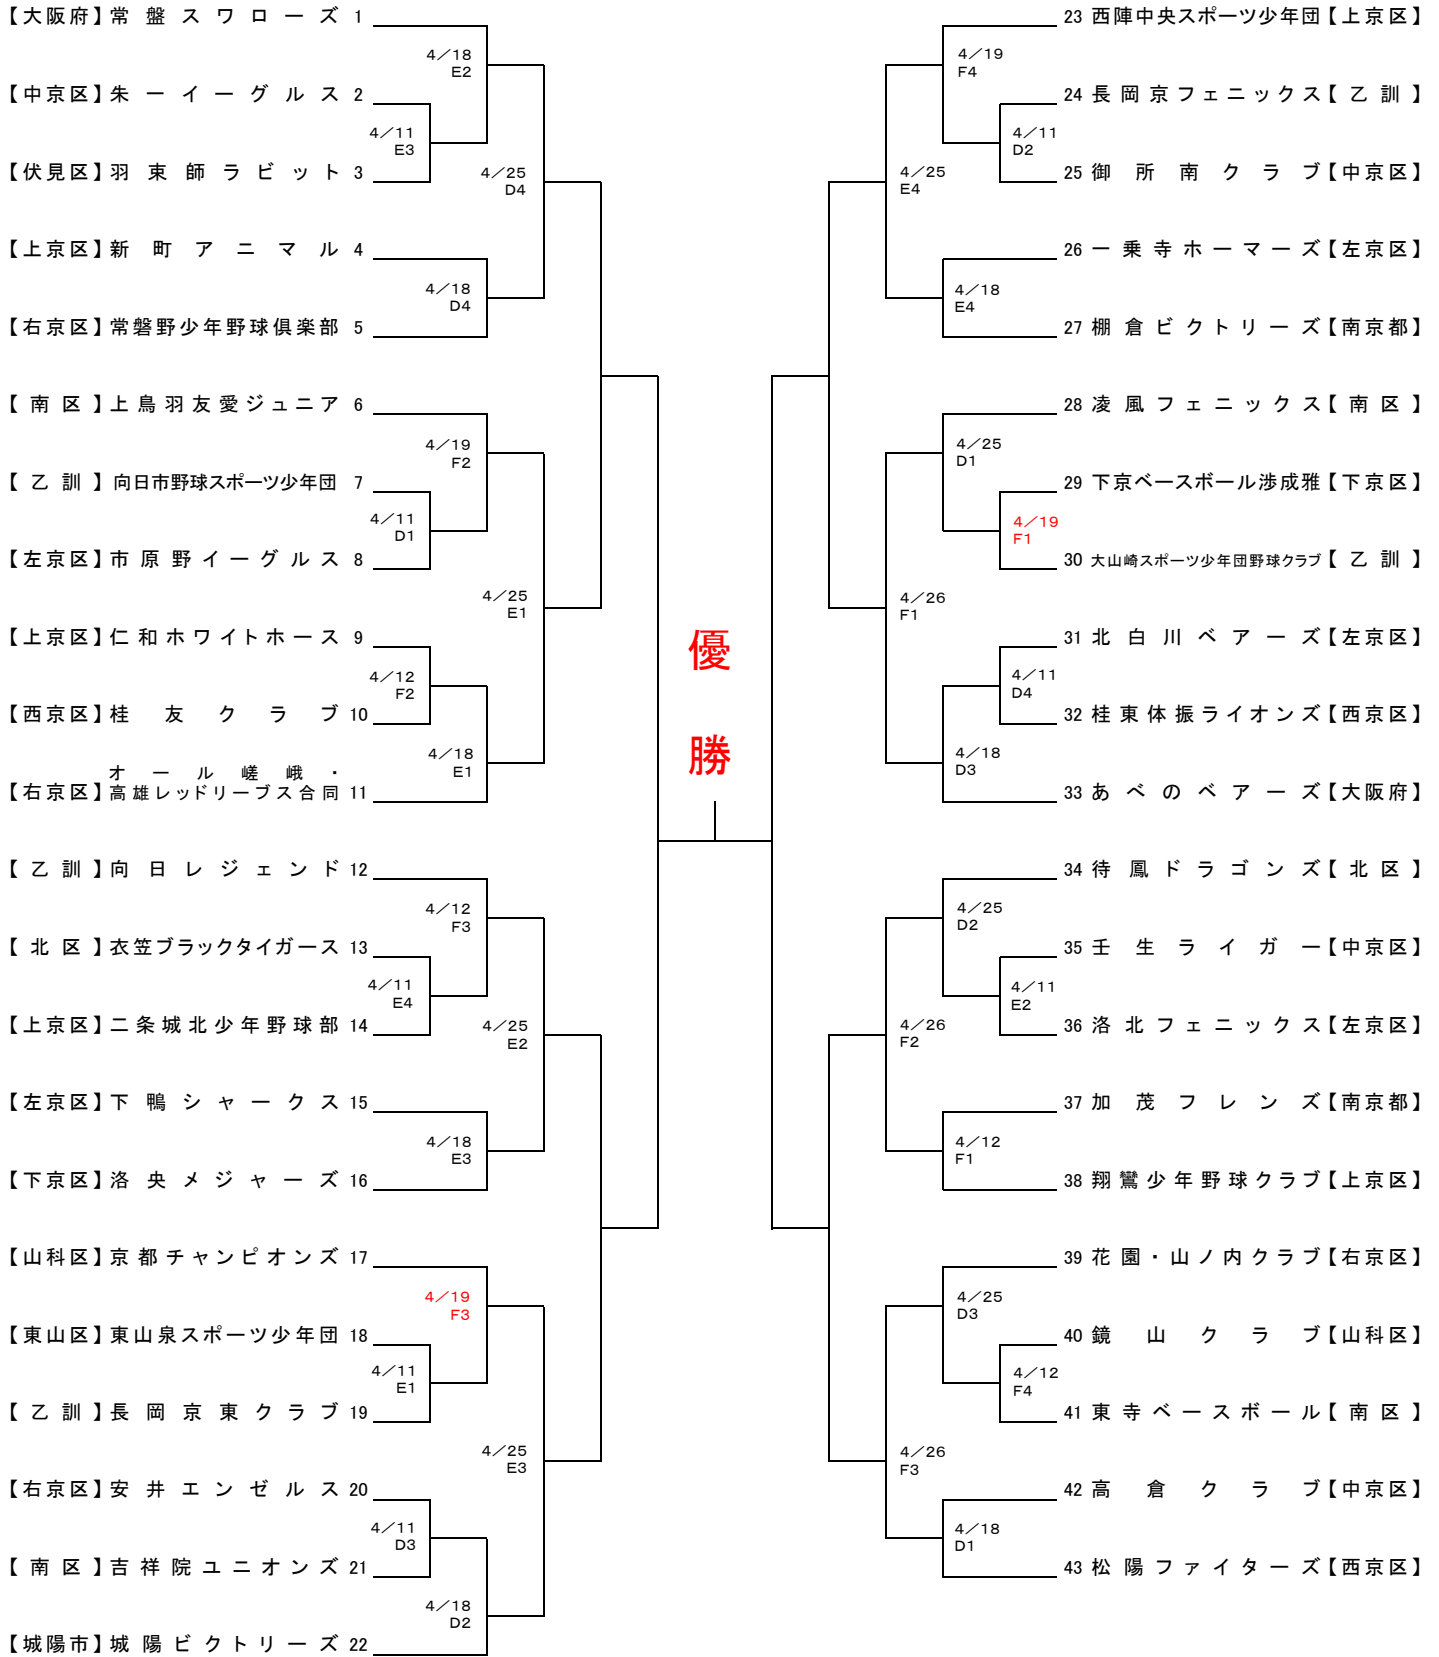 【大阪府】常盤スワローズ 1
4/18
E2
【中京区】朱一イーグルス 2
4/11
E3
【伏見区】羽束師ラビット 3
4/25
D4
【上京区】新町アニマル 4
4/18
D4
【右京区】常磐野少年野球俱楽部 5
【南区】上鳥羽友愛ジュニア 6
4/19
F2
【乙訓】向日市野球スポーツ少年団 7
4/11
D1
【左京区】市原野イーグルス 8
4/25
E1
【上京区】仁和ホワイトホース 9
4/12
F2
【西京区】桂友クラブ 10
4/18
E1
オール嵯峨・
【右京区】高雄レッドリーブス合同 11
【乙訓】向日レジェンド 12
4/12
F3
【北区】衣笠ブラックタイガース 13
4/11
E4
【上京区】二条城北少年野球部 14
4/25
E2
【左京区】下鴨シャークス 15
4/18
E3
【下京区】洛央メジャーズ 16
【山科区】京都チャンピオンズ 17
4/19
F3
【東山区】東山泉スポーツ少年団 18
4/11
E1
【乙訓】長岡京東クラブ 19
4/25
E3
【右京区】安井エンゼルス 20
4/11
D3
【南区】吉祥院ユニオンズ 21
4/18
D2
【城陽市】城陽ビクトリーズ 22
優
勝
23 西陣中央スポーツ少年団【上京区】
4/19
F4
24 長岡京フェニックス【乙訓】
4/11
D2
25 御所南クラブ【中京区】
4/25
E4
26 一乗寺ホーマーズ【左京区】
4/18
E4
27 棚倉ビクトリーズ【南京都】
28 凌風フェニックス【南区】
4/25
D1
29 下京ベースボール渉成雅【下京区】
4/19
F1
30 大山崎スポーツ少年団野球クラブ【乙訓】
4/26
F1
31 北白川ベアーズ【左京区】
4/11
D4
32 桂東体振ライオンズ【西京区】
4/18
D3
33 あべのベアーズ【大阪府】
34 待鳳ドラゴンズ【北区】
4/25
D2
35 壬生ライガー【中京区】
4/11
E2
36 洛北フェニックス【左京区】
4/26
F2
37 加茂フレンズ【南京都】
4/12
F1
38 翔鸞少年野球クラブ【上京区】
39 花園・山ノ内クラブ【右京区】
4/25
D3
40 鏡山クラブ【山科区】
4/12
F4
41 東寺ベースボール【南区】
4/26
F3
42 高倉クラブ【中京区】
4/18
D1
43 松陽ファイターズ【西京区】